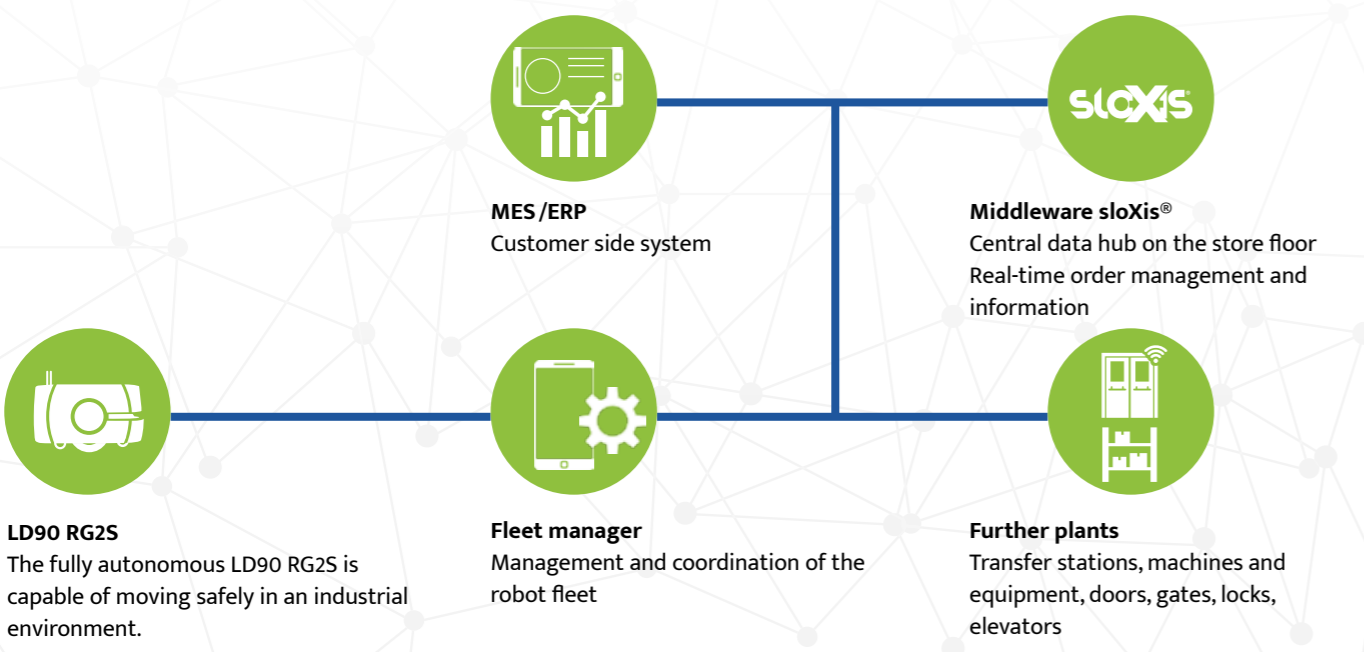 sloXis®
MES/ERP
Customer side system
Middleware sloXis®
Central data hub on the store floor
Real-time order management and
information
LD90 RG2S
The fully autonomous LD90 RG2S is
capable of moving safely in an industrial
environment.
Fleet manager
Management and coordination of the
robot fleet
Further plants
Transfer stations, machines and
equipment, doors, gates, locks,
elevators